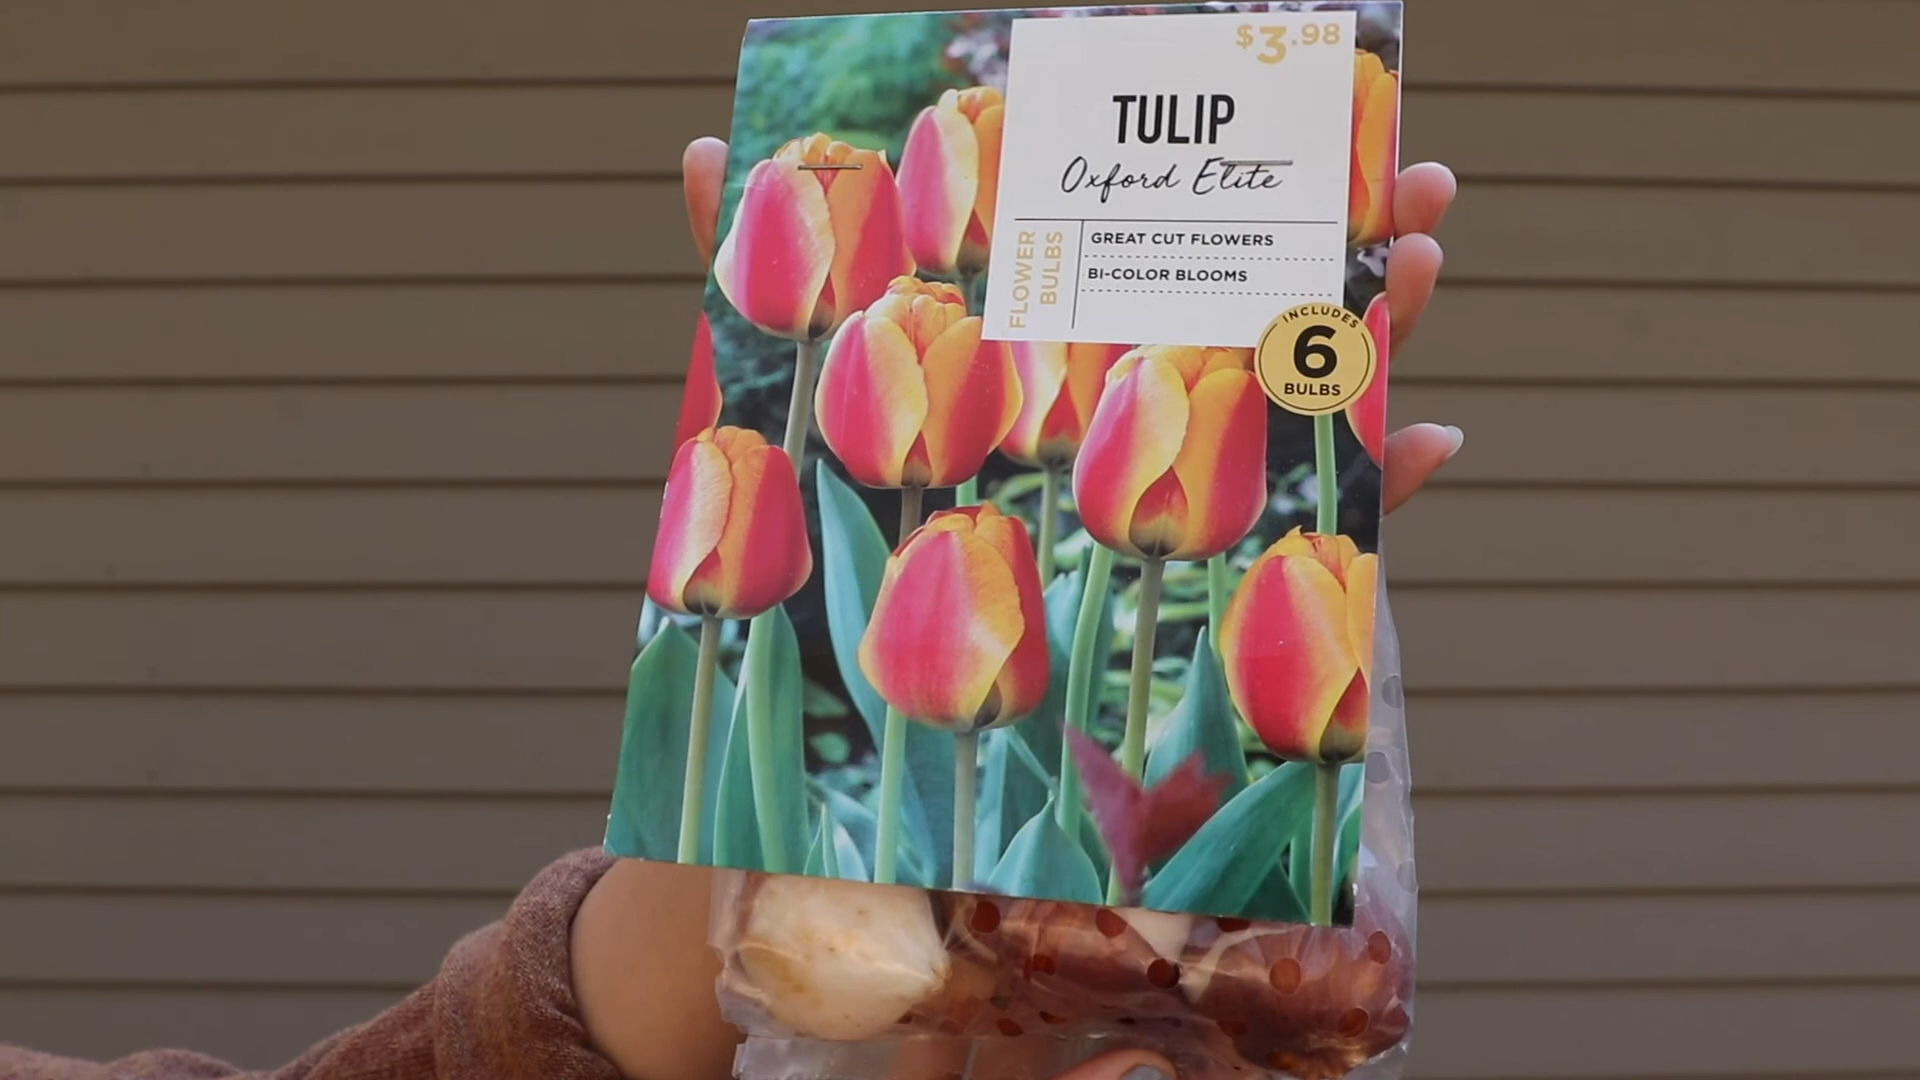 $3.98
TULIP
Oxford Elite
FLOWER
BULBS
GREAT CUT FLOWERS
BI-COLOR BLOOMS
INCLUDES
6
BULBS